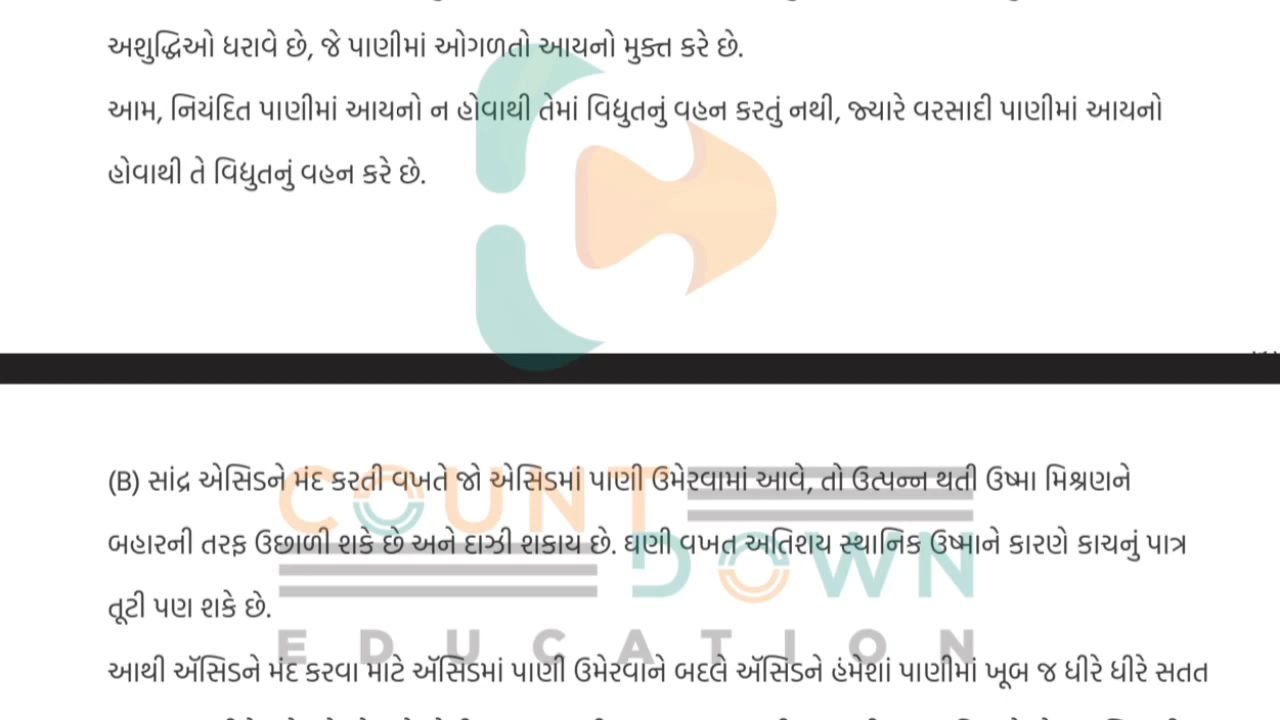 અશુદ્ધિઓ ધરાવે છે, જે પાણીમાં ઓગળતો આયનો મુક્ત કરે છે.
આમ, નિયંદિત પાણીમાં આયનો ન હોવાથી તેમાં વિદ્યુતનું વહન કરતું નથી, જ્યારે વરસાદી પાણીમાં આયનો
હોવાથી તે વિદ્યુતનું વહન કરે છે.
(B) સાંદ્ર એસિડને મંદ કરતી વખતે જો એસિડમાં પાણી ઉમેરવામાં આવે, તો ઉત્પન્ન થતી ઉષ્મા મિશ્રણને
બહારની તરફ ઉછાળી શકે છે અને દાઝી શકાય છે. ઘણી વખત અતિશય સ્થાનિક ઉષ્માને કારણે કાચનું પાત્ર
તૂટી પણ શકે છે.
આથી ઍસિડને મંદ કરવા માટે ઍસિડમાં પાણી ઉમેરવાને બદલે ઍસિડને હંમેશાં પાણીમાં ખૂબ જ ધીરે ધીરે સતત
COUNT
DOWN
EDUCATION